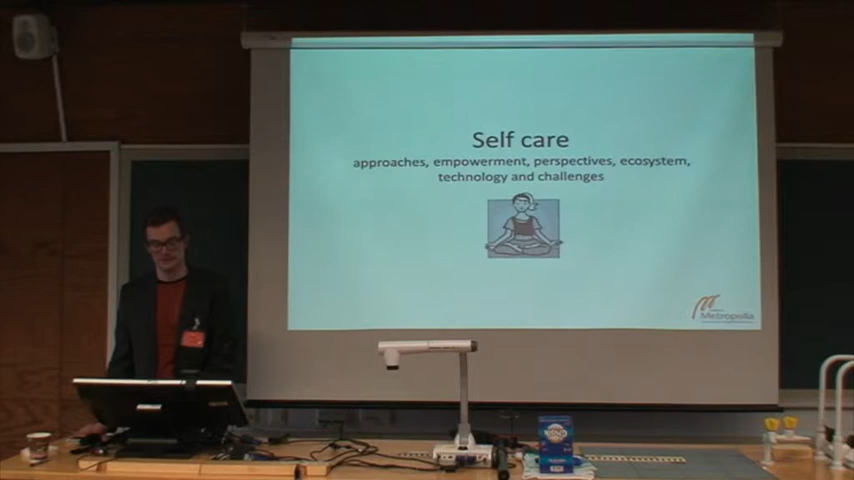 Self care
approaches, empowerment, perspectives, ecosystem,
technology and challenges
Metropolia